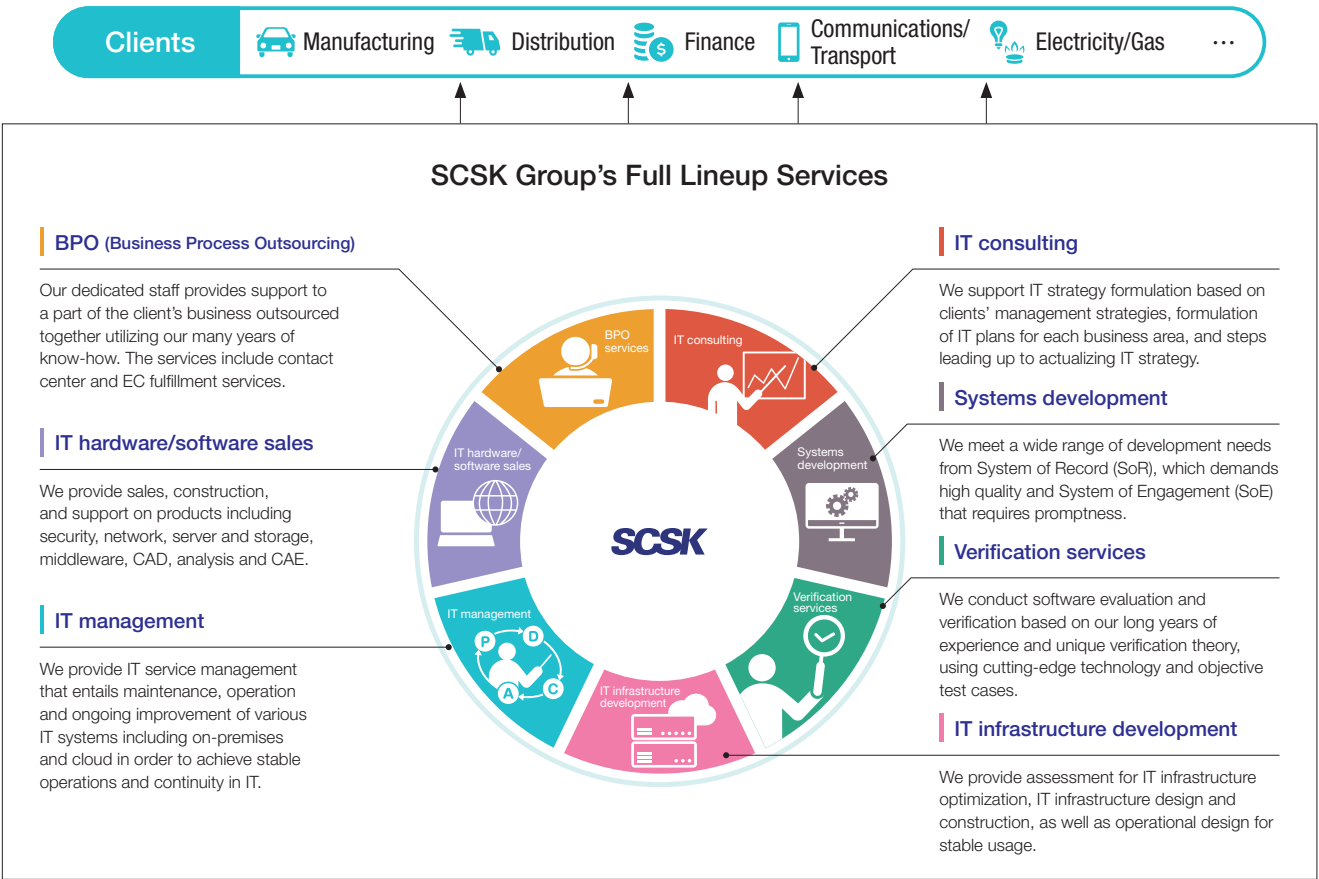 Clients
Manufacturing
Distribution
$
Finance
Communications/
Transport
Electricity/Gas
…
SCSK Group’s Full Lineup Services
BPO (Business Process Outsourcing)
Our dedicated staff provides support to
a part of the client’s business outsourced
together utilizing our many years of
know-how. The services include contact
center and EC fulfillment services.
IT hardware/software sales
We provide sales, construction,
and support on products including
security, network, server and storage,
middleware, CAD, analysis and CAE.
IT management
We provide IT service management
that entails maintenance, operation
and ongoing improvement of various
IT systems including on-premises
and cloud in order to achieve stable
operations and continuity in IT.
BPO
services
IT consulting
IT hardware/
software sales
Systems
development
SCSK
IT management
P
D
A
C
Verification
services
IT infrastructure
development
IT consulting
We support IT strategy formulation based on
clients’ management strategies, formulation
of IT plans for each business area, and steps
leading up to actualizing IT strategy.
Systems development
We meet a wide range of development needs
from System of Record (SoR), which demands
high quality and System of Engagement (SoE)
that requires promptness.
Verification services
We conduct software evaluation and
verification based on our long years of
experience and unique verification theory,
using cutting-edge technology and objective
test cases.
IT infrastructure development
We provide assessment for IT infrastructure
optimization, IT infrastructure design and
construction, as well as operational design for
stable usage.